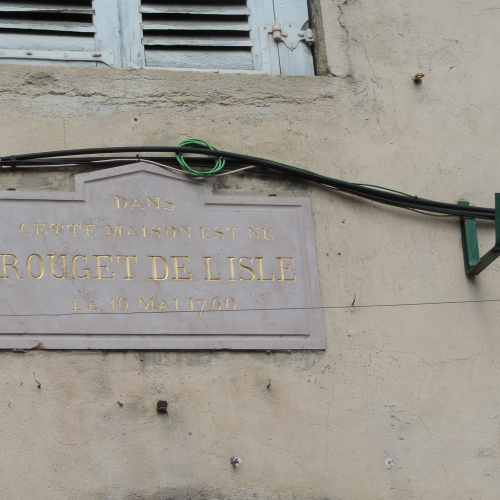 DANS
CETTE MAISON EST NÉ
ROUGET DE L'ISLE
LE 10 MAI 1760